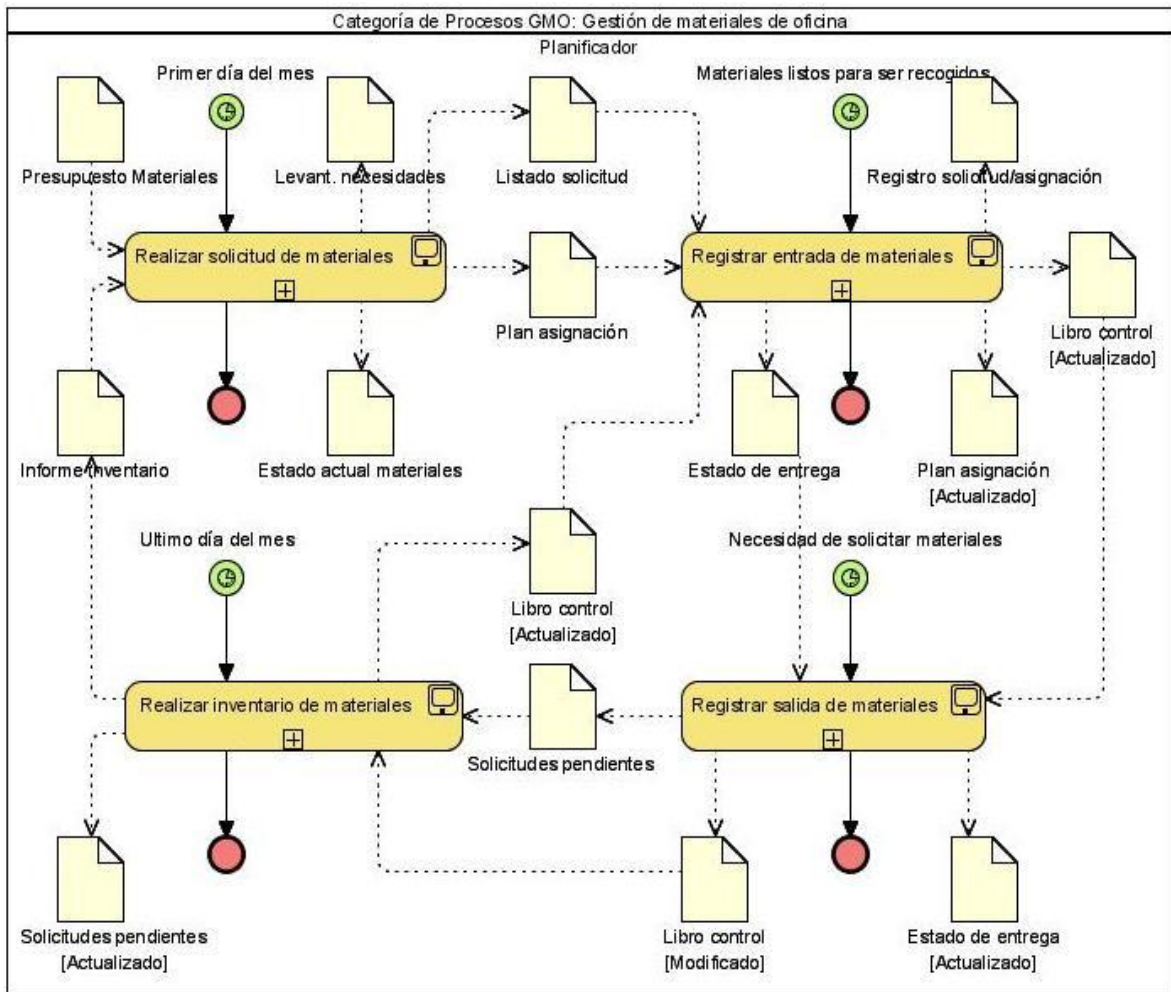 Categoría de Procesos GMO: Gestión de materiales de oficina
Planificador
Primer día del mes
Materiales listos para ser recogidos
Presupuesto Materiales
Levant. necesidades
Listado solicitud
Registro solicitud/asignación
Realizar solicitud de materiales
Registrar entrada de materiales
Plan asignación
Libro control
[Actualizado]
Informe inventario
Estado actual materiales
Estado de entrega
Plan asignación
[Actualizado]
Ultimo día del mes
Necesidad de solicitar materiales
Libro control
[Actualizado]
Realizar inventario de materiales
Registrar salida de materiales
Solicitudes pendientes
Solicitudes pendientes
[Actualizado]
Libro control
[Modificado]
Estado de entrega
[Actualizado]